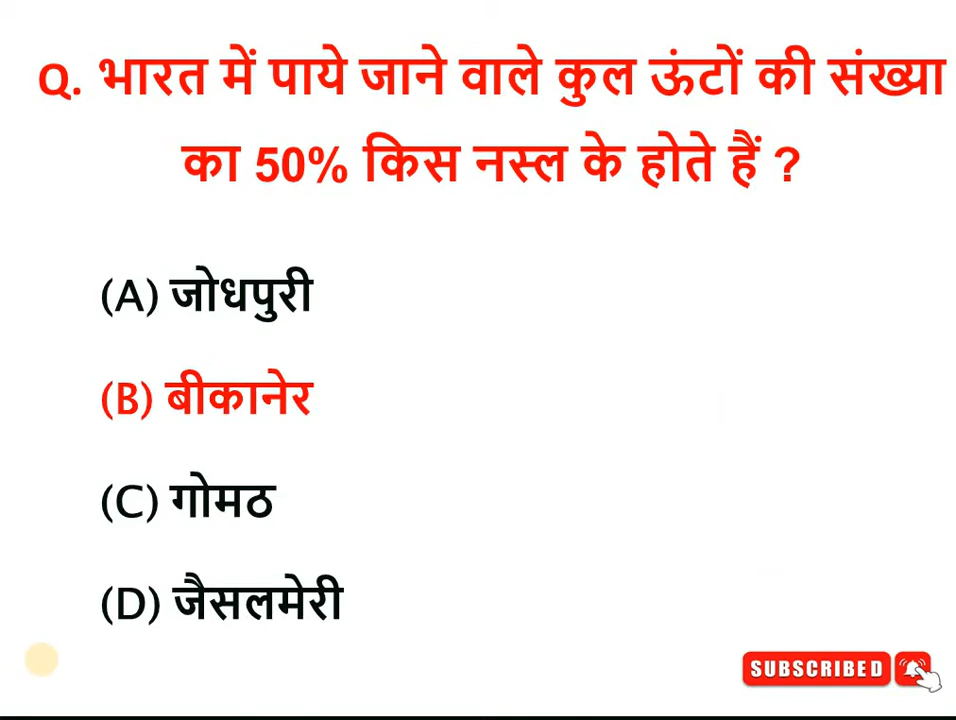 Q. भारत में पाये जाने वाले कुल ऊंटों की संख्या
का 50% किस नस्ल के होते हैं ?
(A) जोधपुरी
(B) बीकानेर
(C) गोमठ
(D) जैसलमेरी
SUBSCRIBED